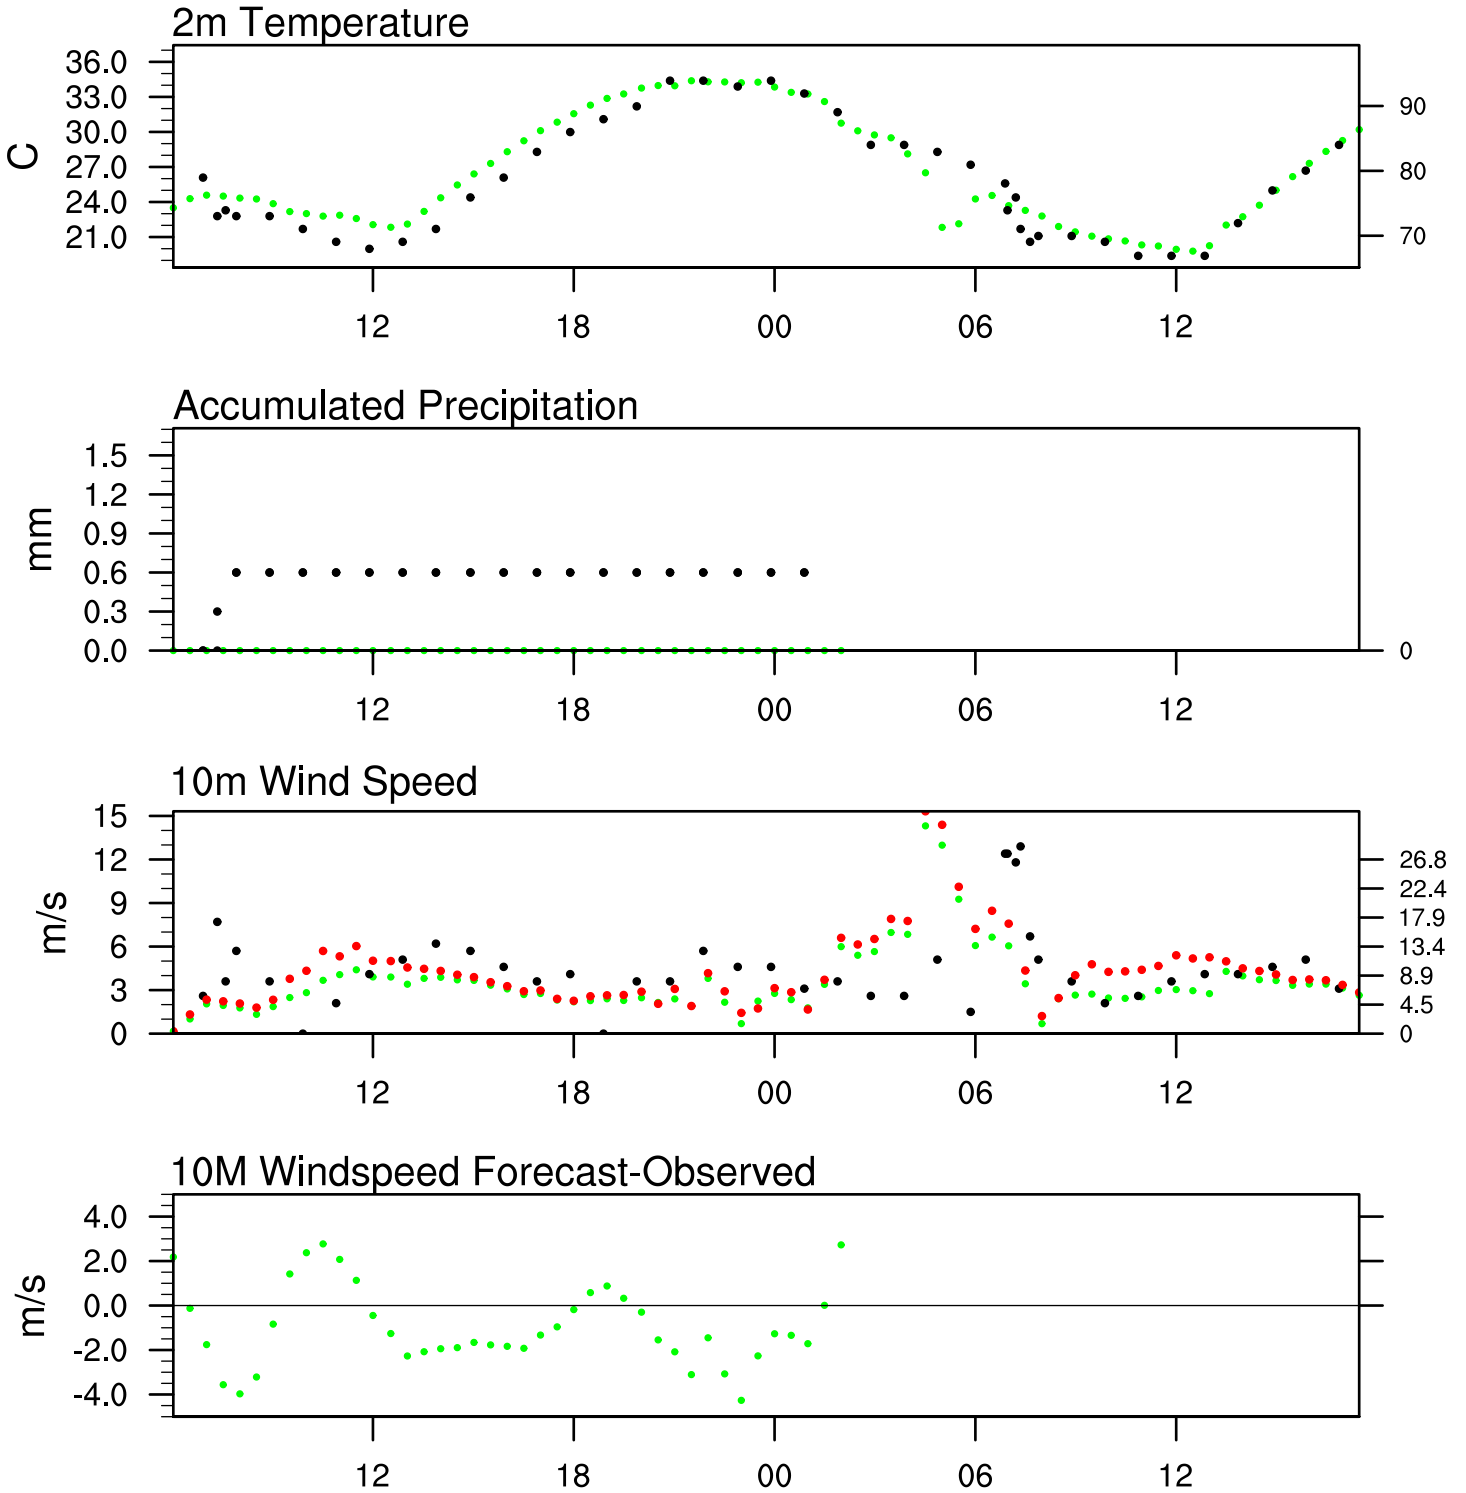 2m Temperature
36.0
33.0
30.0
27.0
24.0
21.0
C
90
80
70
12 18 00 06 12
Accumulated Precipitation
1.5
1.2
0.9
0.6
0.3
0.0
mm
0
12 18 00 06 12
10m Wind Speed
15
12
9
6
3
0
m/s
26.8
22.4
17.9
13.4
8.9
4.5
0
12 18 00 06 12
10M Windspeed Forecast-Observed
4.0
2.0
0.0
-2.0
-4.0
m/s
12 18 00 06 12